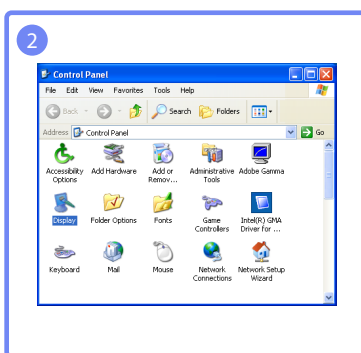 2
Control Panel
File Edit View Favorites Tools Help
Back Search Folders
Address Control Panel Go
Accessibility Options
Add Hardware
Add or Remov...
Administrative Tools
Adobe Gamma
Display
Folder Options
Fonts
Game Controllers
Intel(R) GMA Driver for ...
Keyboard
Mail
Mouse
Network Connections
Network Setup Wizard